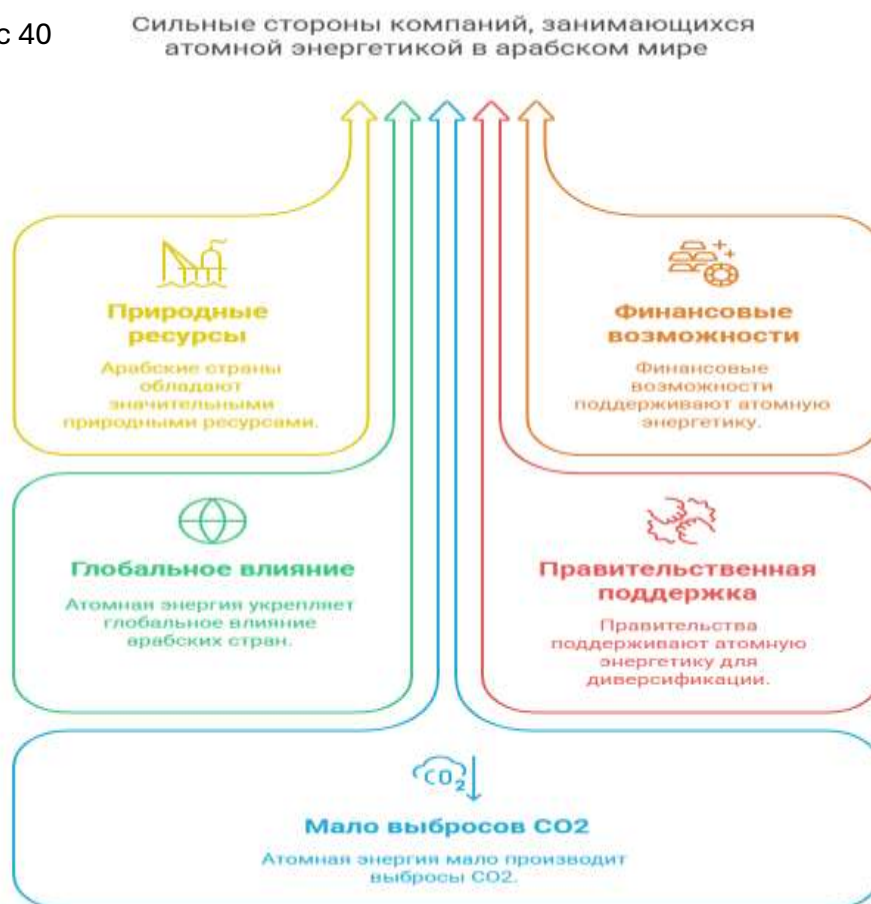 с 40
Сильные стороны компаний, занимающихся
атомной энергетикой в арабском мире
Природные
ресурсы
Арабские страны
обладают
значительными
природными ресурсами.
Финансовые
возможности
Финансовые
возможности
поддерживают атомную
энергетику.
Глобальное влияние
Атомная энергия укрепляет
глобальное влияние
арабских стран.
Правительственная
поддержка
Правительства
поддерживают атомную
энергетику для
диверсификации.
CO2
Мало выбросов CO2
Атомная энергия мало производит
выбросы CO2.